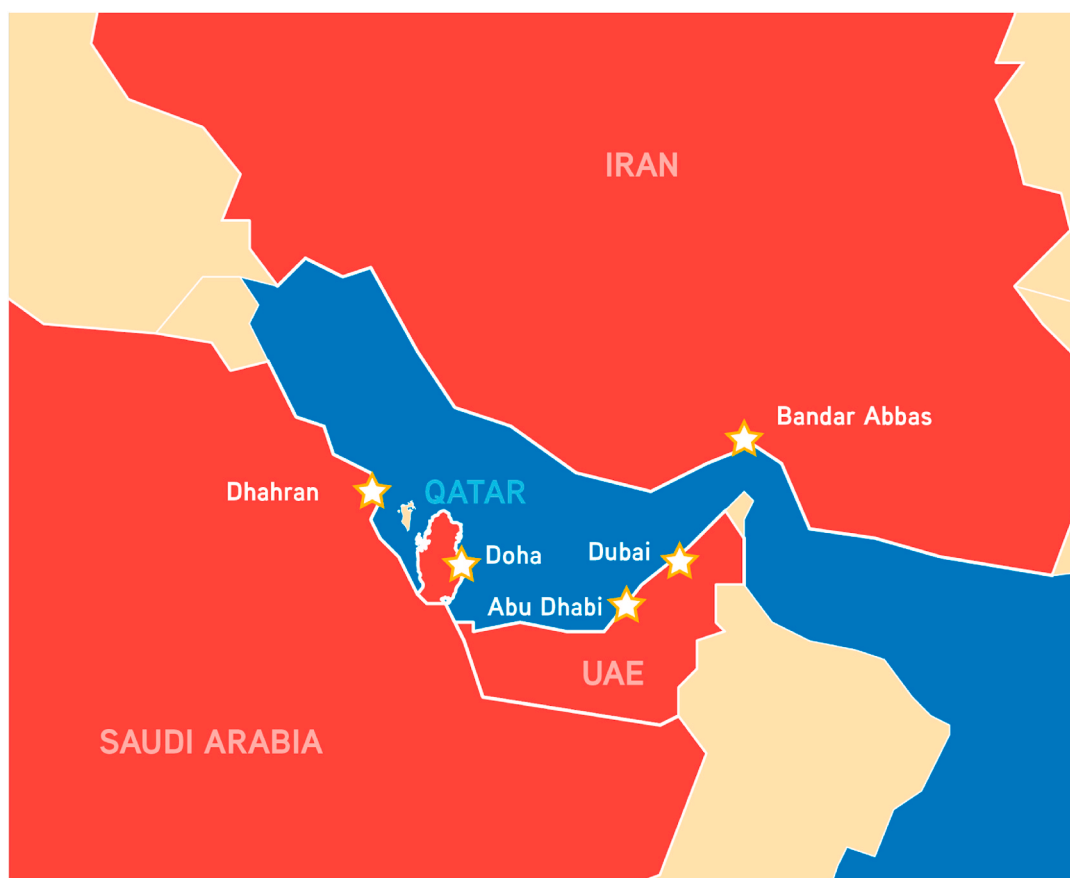 IRAN
Bandar Abbas
Dhahran
QATAR
Doha
Dubai
Abu Dhabi
UAE
SAUDI ARABIA